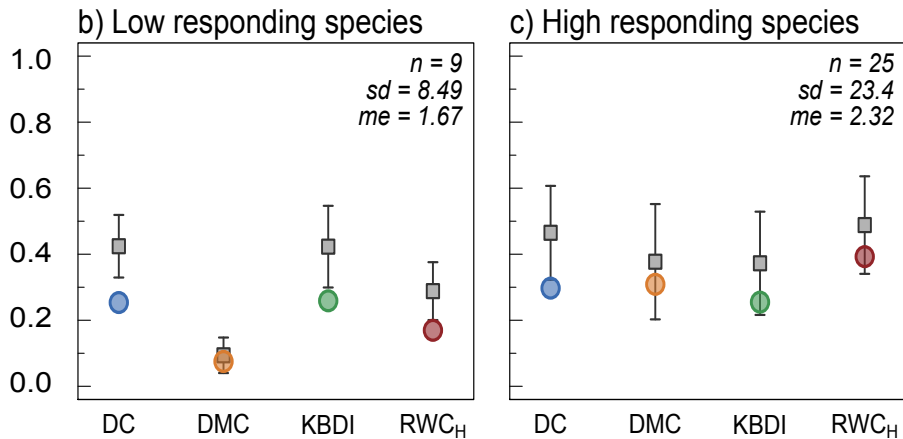 b) Low responding species
c) High responding species
1.0
0.8
0.6
0.4
0.2
0.0
n = 9
sd = 8.49
me = 1.67
n = 25
sd = 23.4
me = 2.32
DC DMC KBDI RWCH
DC DMC KBDI RWCH